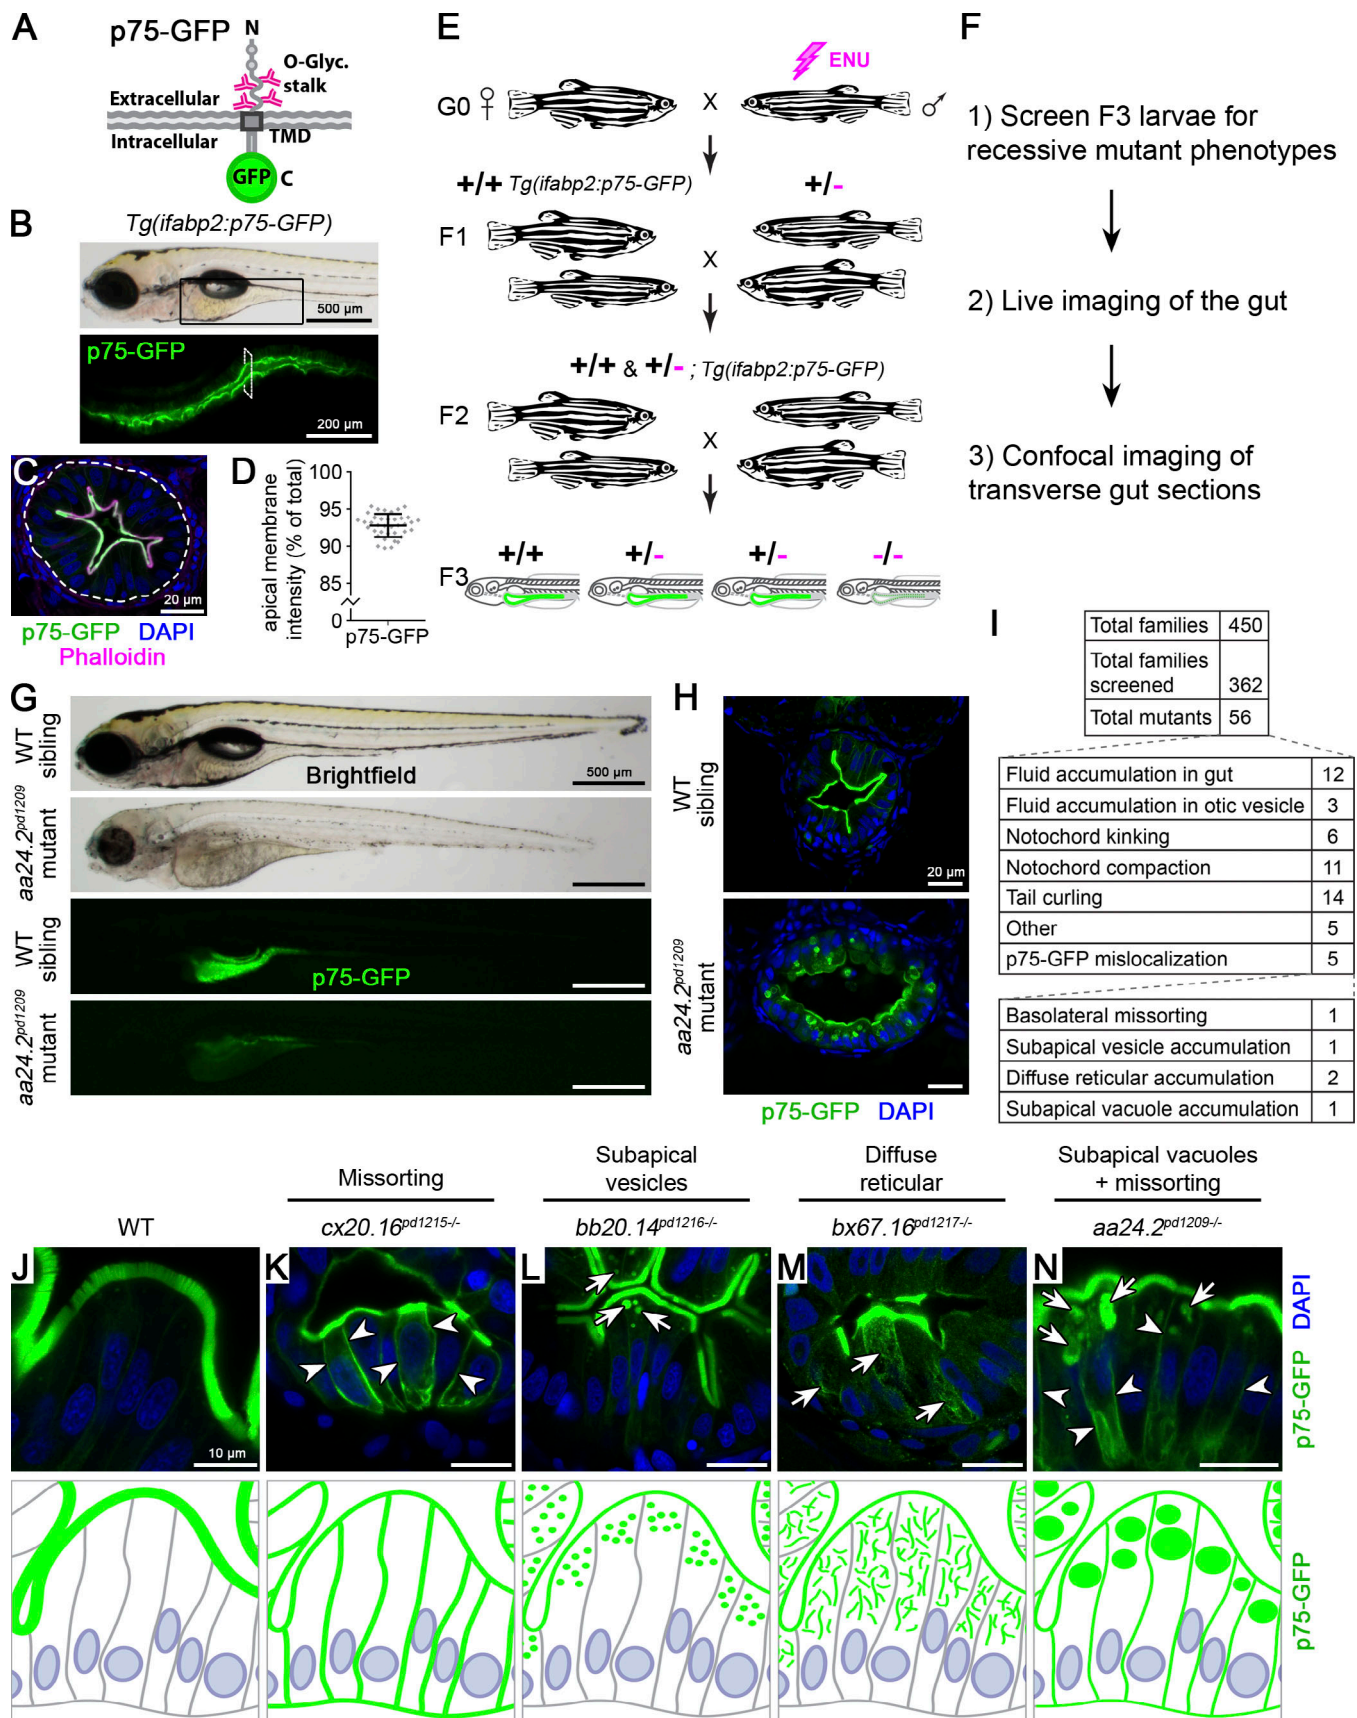 A
p75-GFP
N
O-Glyc.
stalk
Extracellular
Intracellular
TMD
GFP
C
B
Tg(ifabp2:p75-GFP)
500 µm
p75-GFP
200 µm
C
20 µm
p75-GFP DAPI
Phalloidin
D
apical membrane
intensity (% of total)
100
95
90
85
0
p75-GFP
E
ENU
G0 ♀ X ♂
+/+ Tg(ifabp2:p75-GFP) +/-
F1
X
+/+ & +/- ; Tg(ifabp2:p75-GFP)
F2
X
+/+ +/- +/- -/-
F3
F
1) Screen F3 larvae for
recessive mutant phenotypes
2) Live imaging of the gut
3) Confocal imaging of
transverse gut sections
G
WT
sibling
Brightfield
500 µm
aa24.2pd1209
mutant
WT
sibling
p75-GFP
aa24.2pd1209
mutant
H
WT
sibling
20 µm
aa24.2pd1209
mutant
p75-GFP DAPI
I
Total families 450
Total families
screened 362
Total mutants 56
Fluid accumulation in gut 12
Fluid accumulation in otic vesicle 3
Notochord kinking 6
Notochord compaction 11
Tail curling 14
Other 5
p75-GFP mislocalization 5
Basolateral missorting 1
Subapical vesicle accumulation 1
Diffuse reticular accumulation 2
Subapical vacuole accumulation 1
WT
Missorting
cx20.16pd1215-/-
Subapical
vesicles
bb20.14pd1216-/-
Diffuse
reticular
bx67.16pd1217-/-
Subapical vacuoles
+ missorting
aa24.2pd1209-/-
J
10 µm
K
L
M
N
p75-GFP DAPI
p75-GFP